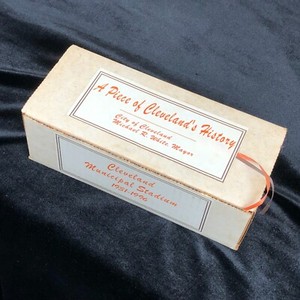 A Piece of Cleveland's History
City of Cleveland
Michael R. White Mayor
Cleveland
Municipal Stadium
1931-1996